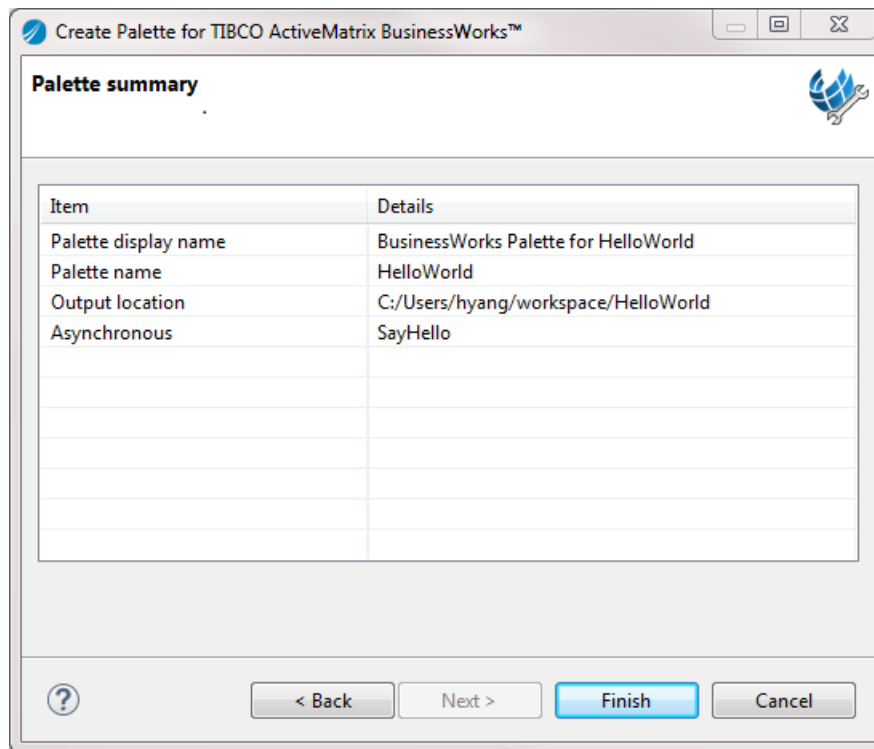 Create Palette for TIBCO ActiveMatrix BusinessWorks™
Palette summary
.
Item Details
Palette display name BusinessWorks Palette for HelloWorld
Palette name HelloWorld
Output location C:/Users/hyang/workspace/HelloWorld
Asynchronous SayHello
? < Back Next > Finish Cancel